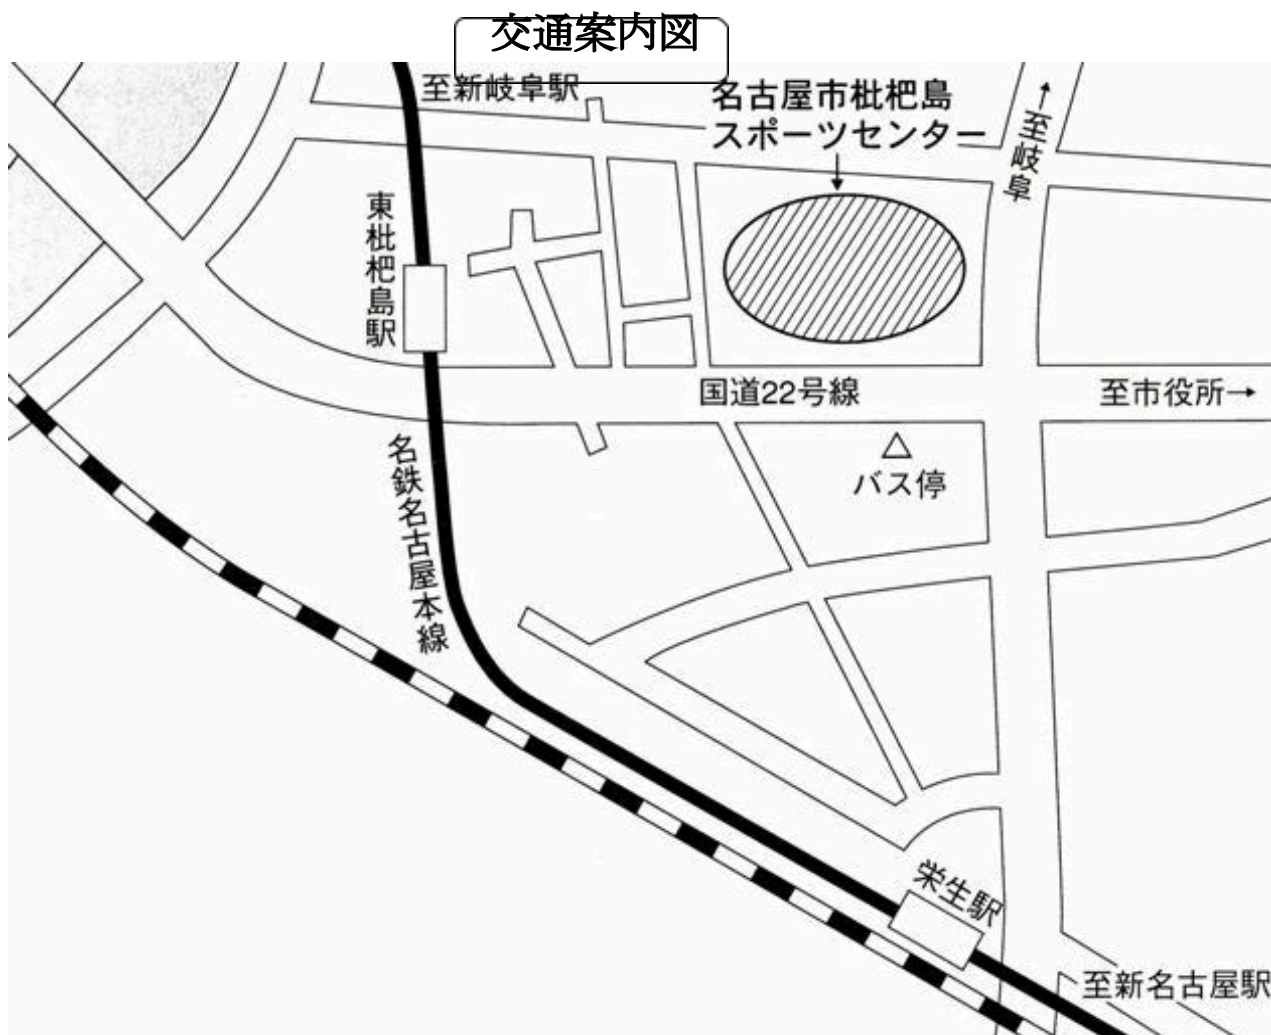 交通案内図
至新岐阜駅
名古屋市枇杷島
スポーツセンター
↑至岐阜
東枇杷島駅
国道22号線
至市役所→
バス停
名鉄名古屋本線
栄生駅
至新名古屋駅